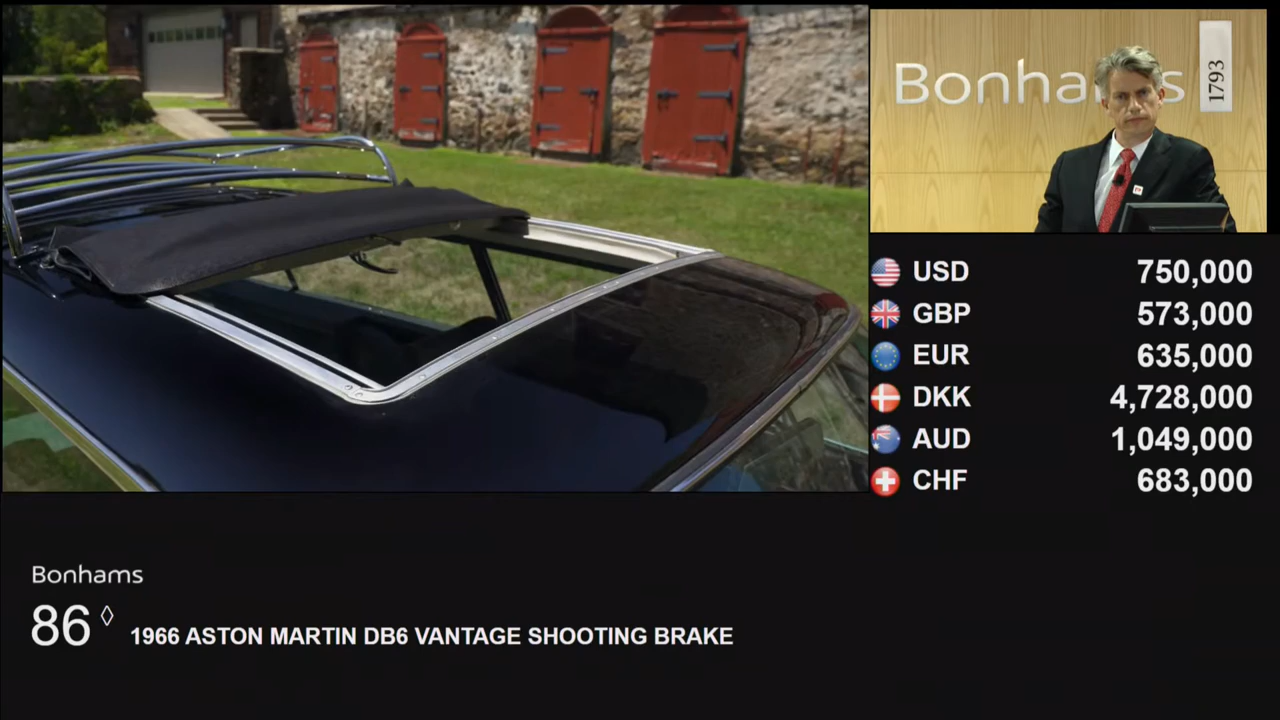 Bonhams
1793
USD 750,000
GBP 573,000
EUR 635,000
DKK 4,728,000
AUD 1,049,000
CHF 683,000
Bonhams
86 ◊ 1966 ASTON MARTIN DB6 VANTAGE SHOOTING BRAKE